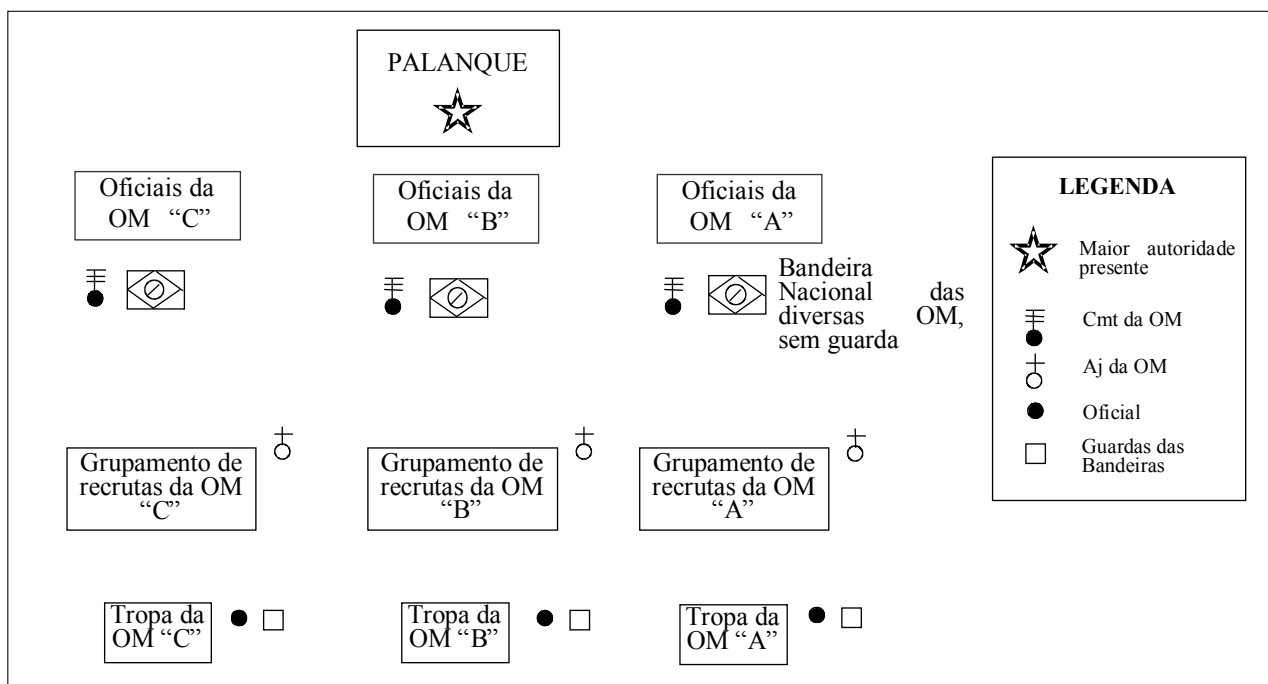 PALANQUE
Oficiais da
OM “C”
Oficiais da
OM “B”
Oficiais da
OM “A”
Bandeira
Nacional das
diversas OM,
sem guarda
Grupamento de
recrutas da OM
“C”
Grupamento de
recrutas da OM
“B”
Grupamento de
recrutas da OM
“A”
Tropa da
OM “C”
Tropa da
OM “B”
Tropa da
OM “A”
LEGENDA
Maior autoridade
presente
Cmt da OM
Aj da OM
Oficial
Guardas das
Bandeiras